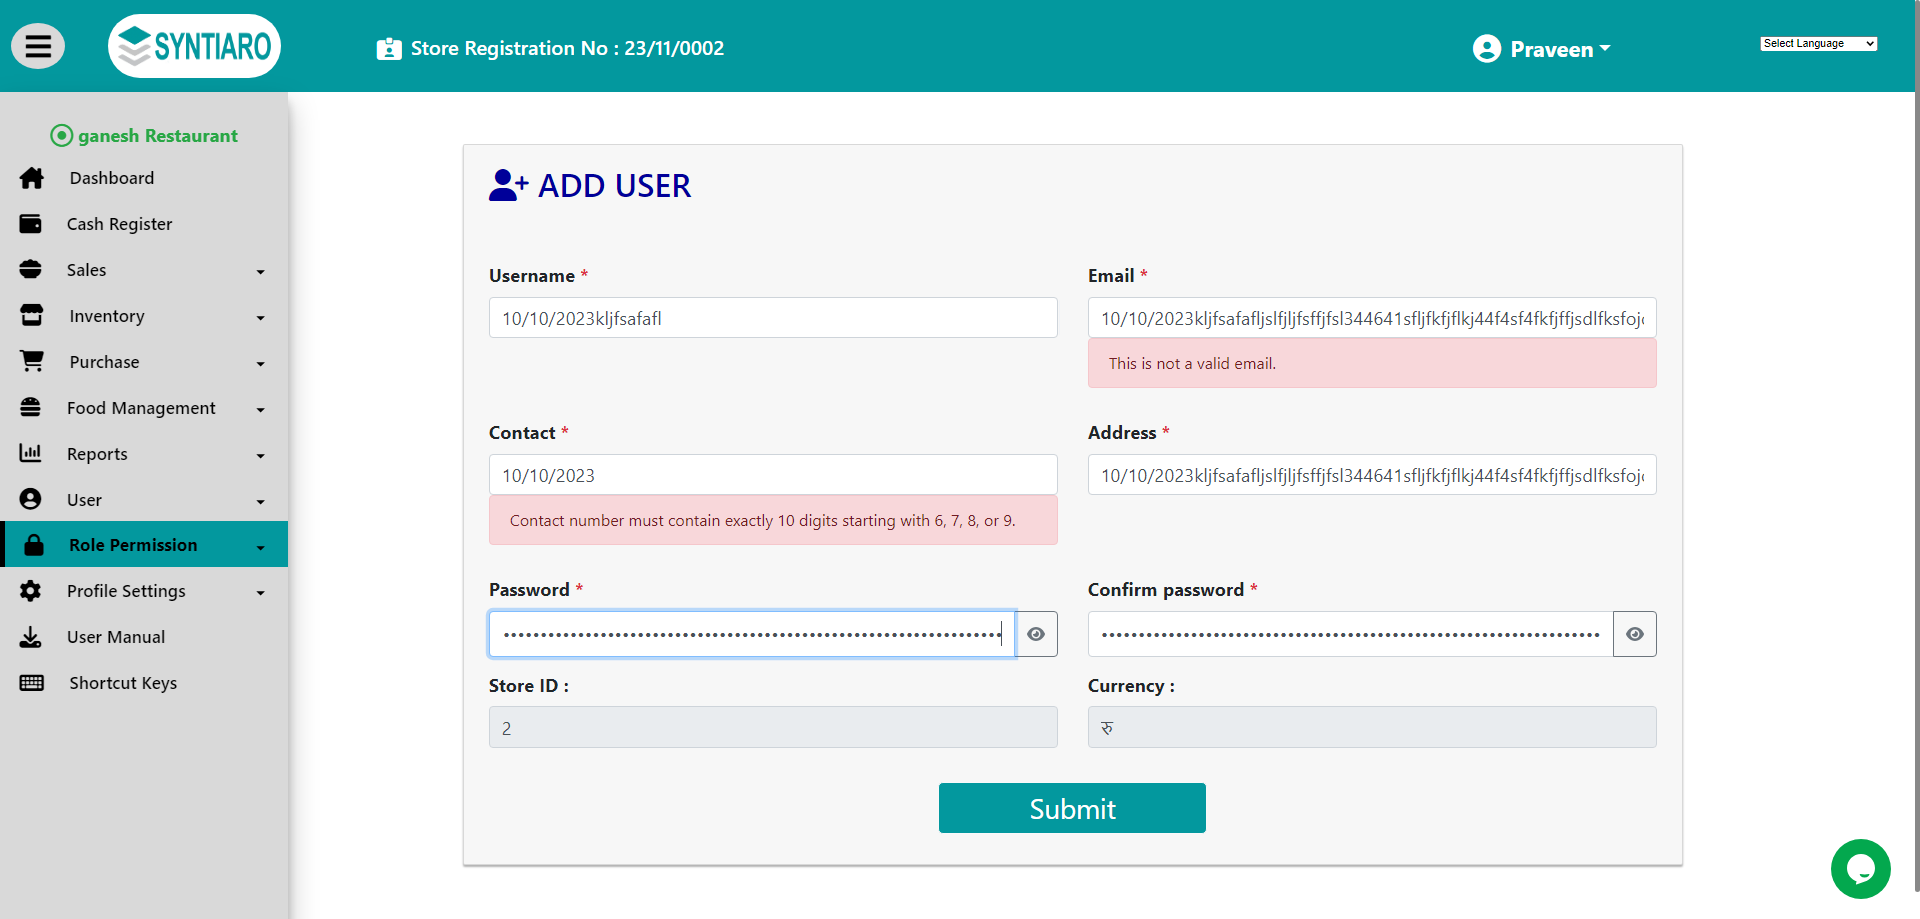 SYNTIARO
Store Registration No : 23/11/0002
Praveen
Select Language
ganesh Restaurant
Dashboard
Cash Register
Sales
Inventory
Purchase
Food Management
Reports
User
Role Permission
Profile Settings
User Manual
Shortcut Keys
ADD USER
Username *
10/10/2023kljfsafafl
Email *
10/10/2023kljfsafafljslfjljfsffjfsl344641sfljfkfjflkj44f4sf4fkfjffjsdlfksfoj
This is not a valid email.
Contact *
10/10/2023
Contact number must contain exactly 10 digits starting with 6, 7, 8, or 9.
Address *
10/10/2023kljfsafafljslfjljfsffjfsl344641sfljfkfjflkj44f4sf4fkfjffjsdlfksfoj
Password *
Confirm password *
Store ID :
2
Currency :
रु
Submit